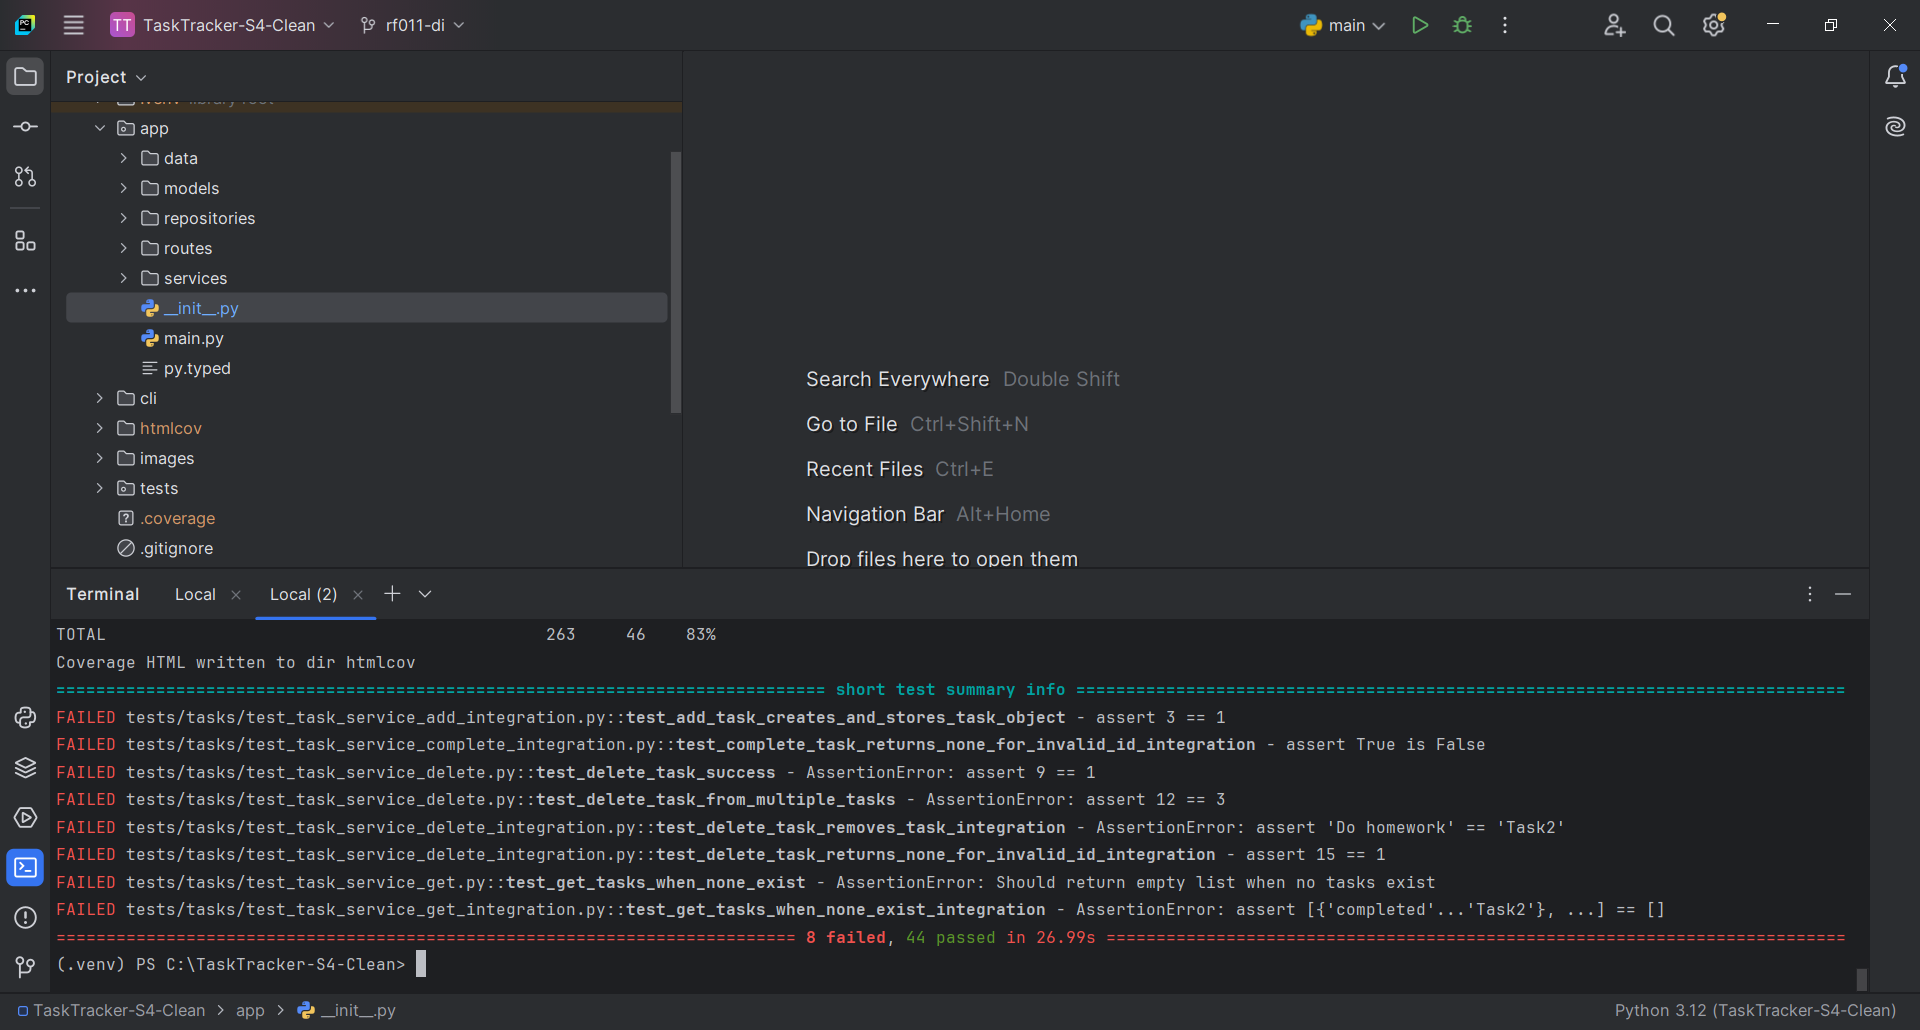 PC
TT TaskTracker-S4-Clean rf011-di main
Project
app
data
models
repositories
routes
services
__init__.py
main.py
py.typed
cli
htmlcov
images
tests
.coverage
.gitignore
Search Everywhere Double Shift
Go to File Ctrl+Shift+N
Recent Files Ctrl+E
Navigation Bar Alt+Home
Drop files here to open them
Terminal Local Local (2)
TOTAL 263 46 83%
Coverage HTML written to dir htmlcov
============================================================================= short test summary info =============================================================================
FAILED tests/tasks/test_task_service_add_integration.py::test_add_task_creates_and_stores_task_object - assert 3 == 1
FAILED tests/tasks/test_task_service_complete_integration.py::test_complete_task_returns_none_for_invalid_id_integration - assert True is False
FAILED tests/tasks/test_task_service_delete.py::test_delete_task_success - AssertionError: assert 9 == 1
FAILED tests/tasks/test_task_service_delete.py::test_delete_task_from_multiple_tasks - AssertionError: assert 12 == 3
FAILED tests/tasks/test_task_service_delete_integration.py::test_delete_task_removes_task_integration - AssertionError: assert 'Do homework' == 'Task2'
FAILED tests/tasks/test_task_service_delete_integration.py::test_delete_task_returns_none_for_invalid_id_integration - assert 15 == 1
FAILED tests/tasks/test_task_service_get.py::test_get_tasks_when_none_exist - AssertionError: Should return empty list when no tasks exist
FAILED tests/tasks/test_task_service_get_integration.py::test_get_tasks_when_none_exist_integration - AssertionError: assert [{'completed'...'Task2'}, ...] == []
========================================================================== 8 failed, 44 passed in 26.99s ==========================================================================
(.venv) PS C:\TaskTracker-S4-Clean>
TaskTracker-S4-Clean > app > __init__.py Python 3.12 (TaskTracker-S4-Clean)